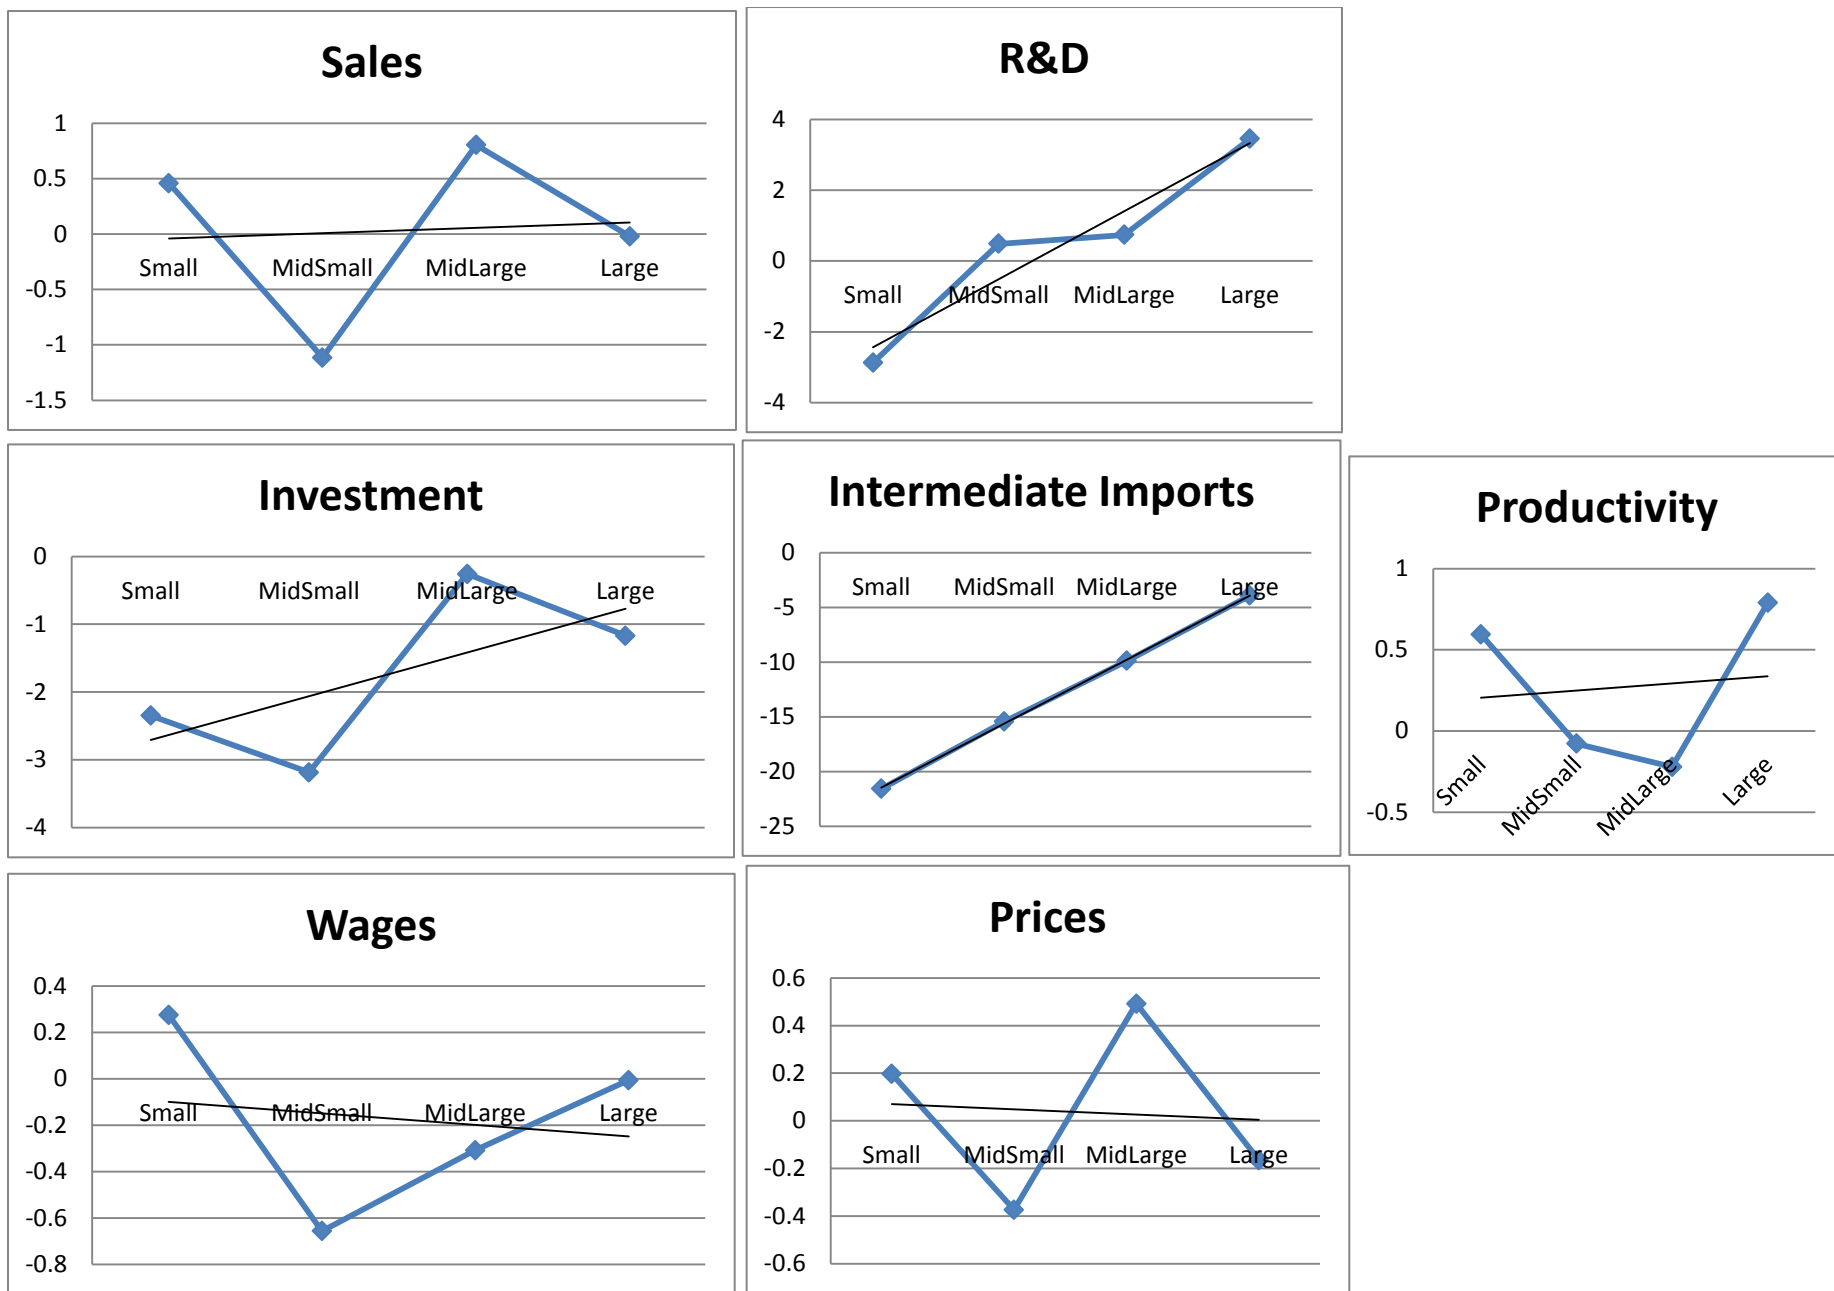 Sales
1
0.5
0
-0.5
-1
-1.5
Small MidSmall MidLarge Large
R&D
4
2
0
-2
-4
Small MidSmall MidLarge Large
Investment
0
-1
-2
-3
-4
Small MidSmall MidLarge Large
Intermediate Imports
0
-5
-10
-15
-20
-25
Small MidSmall MidLarge Large
Productivity
1
0.5
0
-0.5
Small MidSmall MidLarge Large
Wages
0.4
0.2
0
-0.2
-0.4
-0.6
-0.8
Small MidSmall MidLarge Large
Prices
0.6
0.4
0.2
0
-0.2
-0.4
-0.6
Small MidSmall MidLarge Large